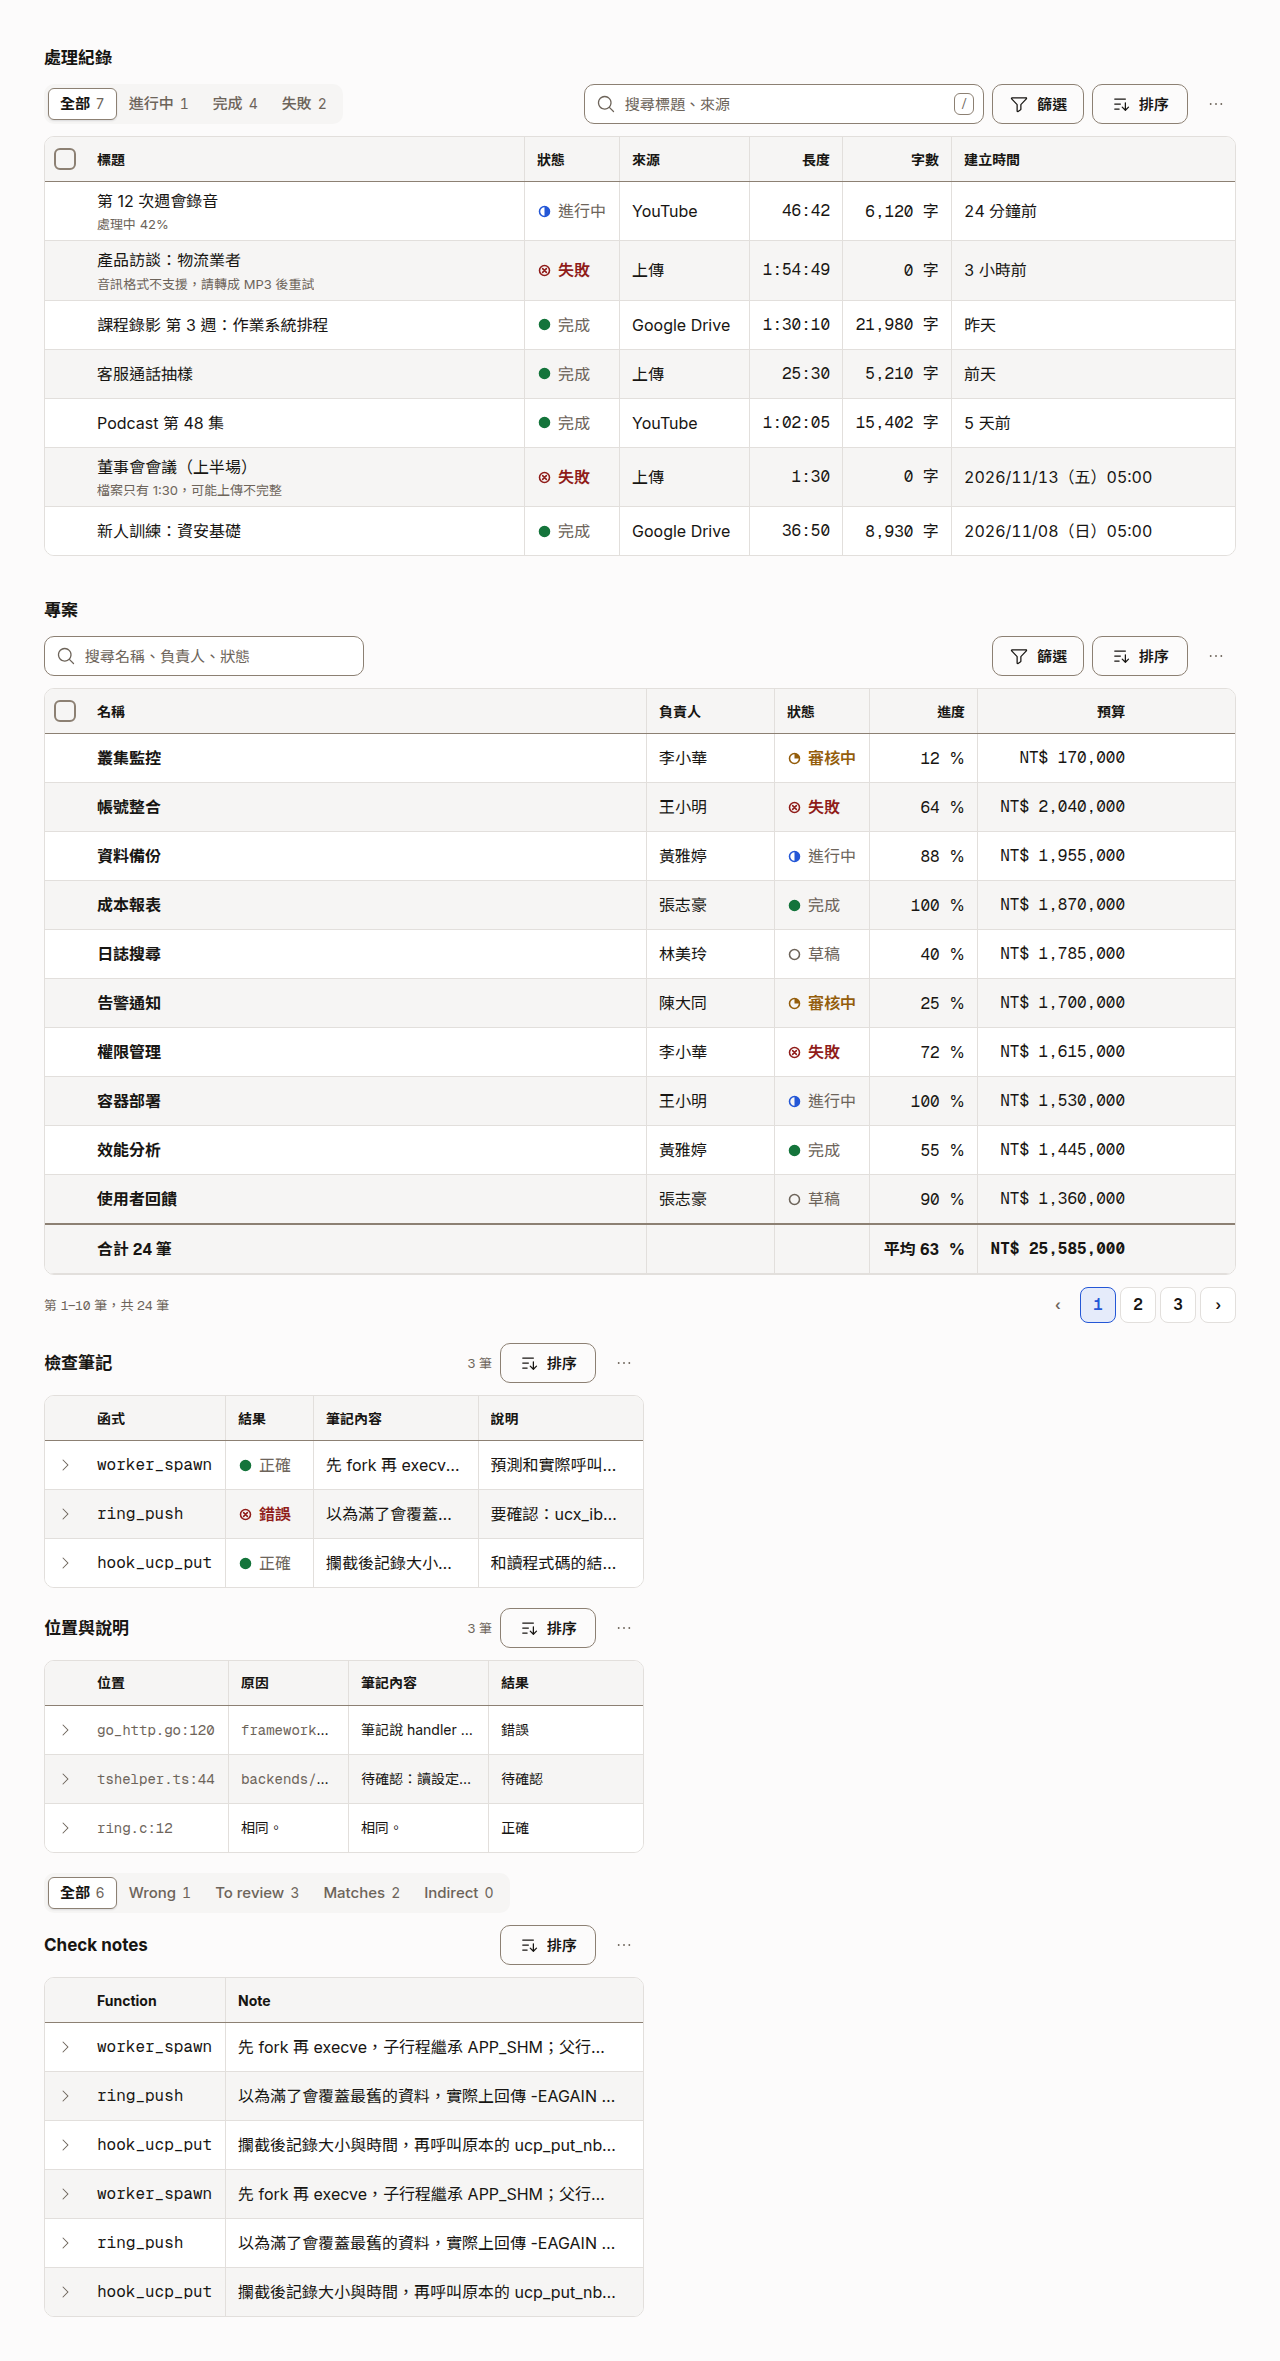 處理紀錄
全部 7 進行中 1 完成 4 失敗 2 搜尋標題、來源 / 篩選 排序 ···
標題 狀態 來源 長度 字數 建立時間
第 12 次週會錄音
處理中 42%
進行中 YouTube 46:42 6,120 字 24 分鐘前
產品訪談：物流業者
音訊格式不支援，請轉成 MP3 後重試
失敗 上傳 1:54:49 0 字 3 小時前
課程錄影 第 3 週：作業系統排程 完成 Google Drive 1:30:10 21,980 字 昨天
客服通話抽樣 完成 上傳 25:30 5,210 字 前天
Podcast 第 48 集 完成 YouTube 1:02:05 15,402 字 5 天前
董事會會議（上半場）
檔案只有 1:30，可能上傳不完整
失敗 上傳 1:30 0 字 2026/11/13（五）05:00
新人訓練：資安基礎 完成 Google Drive 36:50 8,930 字 2026/11/08（日）05:00
專案
搜尋名稱、負責人、狀態 篩選 排序 ···
名稱 負責人 狀態 進度 預算
叢集監控 李小華 審核中 12 % NT$ 170,000
帳號整合 王小明 失敗 64 % NT$ 2,040,000
資料備份 黃雅婷 進行中 88 % NT$ 1,955,000
成本報表 張志豪 完成 100 % NT$ 1,870,000
日誌搜尋 林美玲 草稿 40 % NT$ 1,785,000
告警通知 陳大同 審核中 25 % NT$ 1,700,000
權限管理 李小華 失敗 72 % NT$ 1,615,000
容器部署 王小明 進行中 100 % NT$ 1,530,000
效能分析 黃雅婷 完成 55 % NT$ 1,445,000
使用者回饋 張志豪 草稿 90 % NT$ 1,360,000
合計 24 筆 平均 63 % NT$ 25,585,000
第 1–10 筆，共 24 筆 ‹ 1 2 3 ›
檢查筆記 3 筆 排序 ···
函式 結果 筆記內容 說明
worker_spawn 正確 先 fork 再 execv… 預測和實際呼叫…
ring_push 錯誤 以為滿了會覆蓋… 要確認：ucx_ib…
hook_ucp_put 正確 攔截後記錄大小… 和讀程式碼的結…
位置與說明 3 筆 排序 ···
位置 原因 筆記內容 結果
go_http.go:120 framework… 筆記說 handler … 錯誤
tshelper.ts:44 backends/… 待確認：讀設定… 待確認
ring.c:12 相同。 相同。 正確
全部 6 Wrong 1 To review 3 Matches 2 Indirect 0
Check notes 排序 ···
Function Note
worker_spawn 先 fork 再 execve，子行程繼承 APP_SHM；父行…
ring_push 以為滿了會覆蓋最舊的資料，實際上回傳 -EAGAIN …
hook_ucp_put 攔截後記錄大小與時間，再呼叫原本的 ucp_put_nb…
worker_spawn 先 fork 再 execve，子行程繼承 APP_SHM；父行…
ring_push 以為滿了會覆蓋最舊的資料，實際上回傳 -EAGAIN …
hook_ucp_put 攔截後記錄大小與時間，再呼叫原本的 ucp_put_nb…